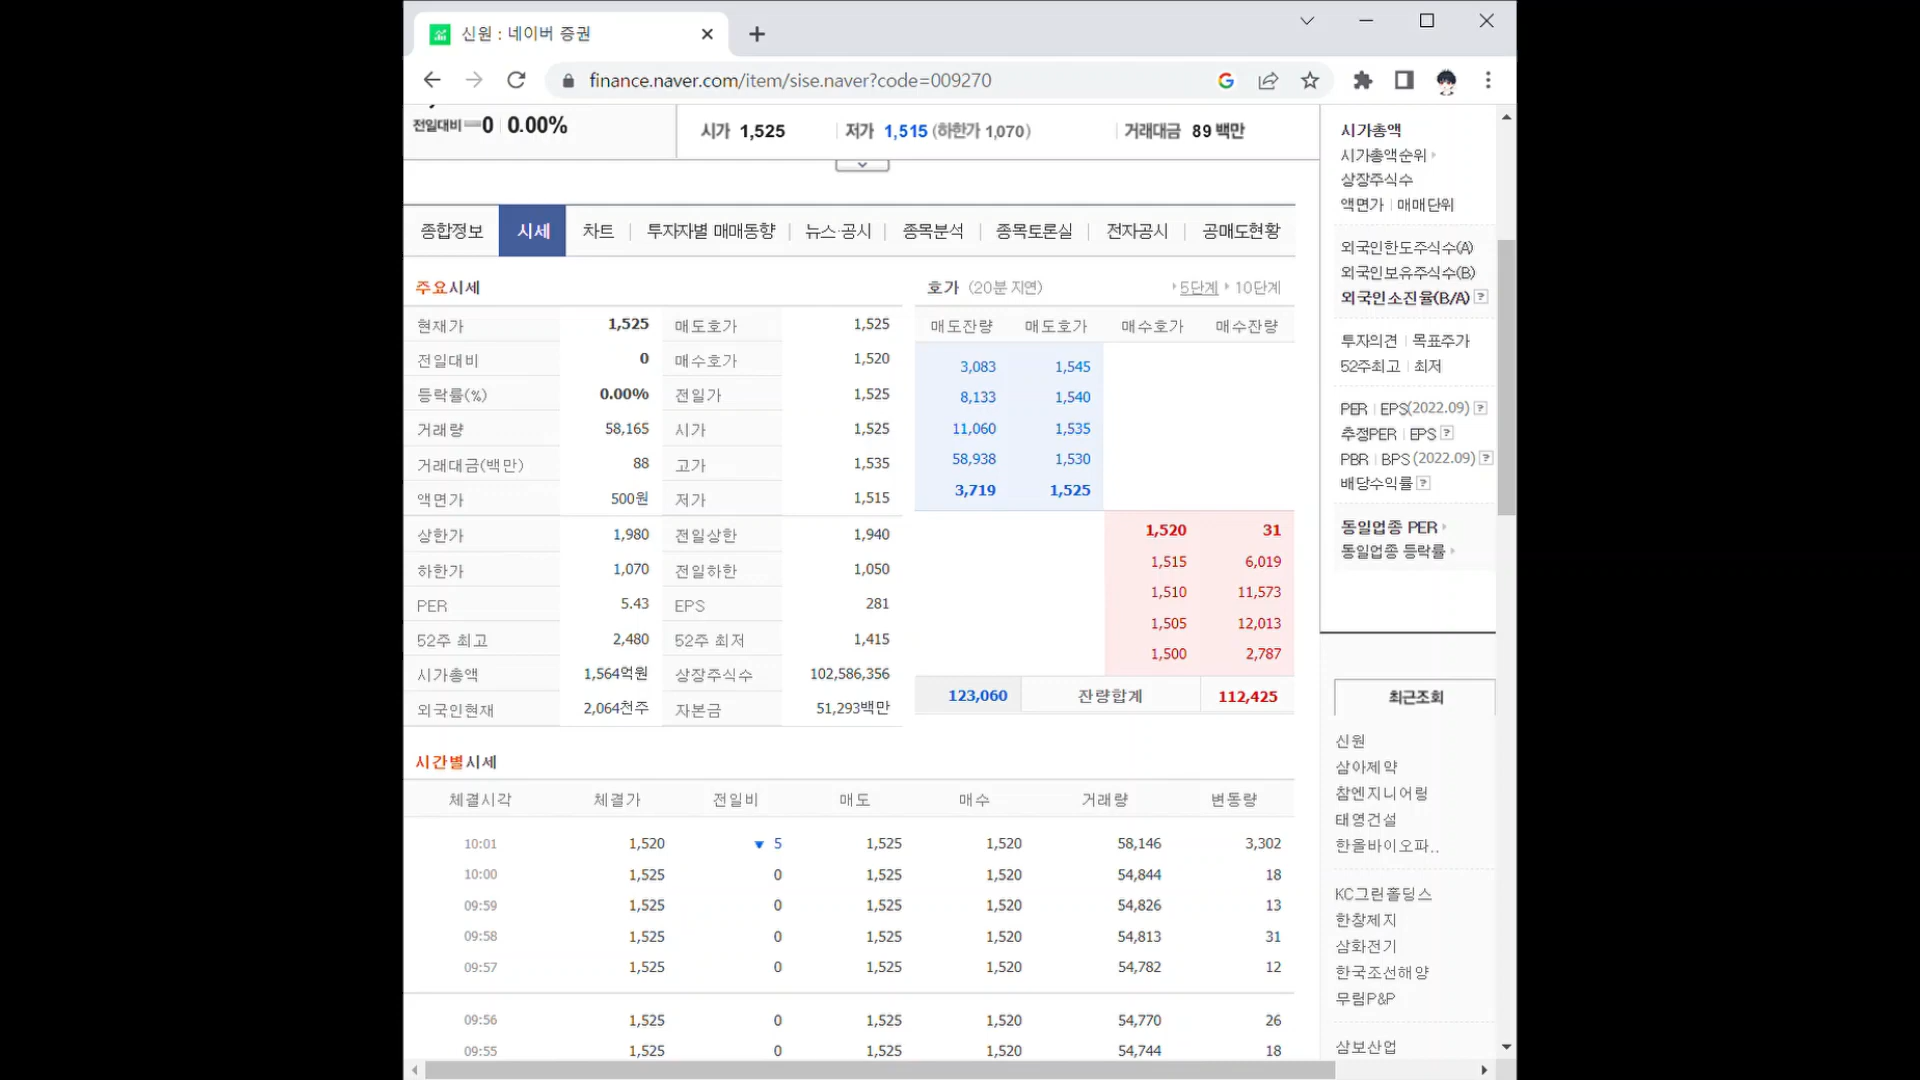 신원 : 네이버 증권
finance.naver.com/item/sise.naver?code=009270
전일대비 0 0.00%
시가 1,525 저가 1,515 (하한가 1,070) 거래대금 89 백만
종합정보 시세 차트 투자자별 매매동향 뉴스·공시 종목분석 종목토론실 전자공시 공매도현황
주요시세
현재가 1,525 매도호가 1,525
전일대비 0 매수호가 1,520
등락률(%) 0.00% 전일가 1,525
거래량 58,165 시가 1,525
거래대금(백만) 88 고가 1,535
액면가 500원 저가 1,515
상한가 1,980 전일상한 1,940
하한가 1,070 전일하한 1,050
PER 5.43 EPS 281
52주 최고 2,480 52주 최저 1,415
시가총액 1,564억원 상장주식수 102,586,356
외국인현재 2,064천주 자본금 51,293백만
호가 (20분 지연) 5단계 10단계
매도잔량 매도호가 매수호가 매수잔량
3,083 1,545
8,133 1,540
11,060 1,535
58,938 1,530
3,719 1,525
1,520 31
1,515 6,019
1,510 11,573
1,505 12,013
1,500 2,787
123,060 잔량합계 112,425
시간별시세
체결시각 체결가 전일비 매도 매수 거래량 변동량
10:01 1,520 ▼ 5 1,525 1,520 58,146 3,302
10:00 1,525 0 1,525 1,520 54,844 18
09:59 1,525 0 1,525 1,520 54,826 13
09:58 1,525 0 1,525 1,520 54,813 31
09:57 1,525 0 1,525 1,520 54,782 12
09:56 1,525 0 1,525 1,520 54,770 26
09:55 1,525 0 1,525 1,520 54,744 18
시가총액
시가총액순위
상장주식수
액면가 | 매매단위
외국인한도주식수(A)
외국인보유주식수(B)
외국인소진율(B/A) ?
투자의견 | 목표주가
52주최고 | 최저
PER | EPS(2022.09) ?
추정PER | EPS ?
PBR | BPS (2022.09) ?
배당수익률 ?
동일업종 PER
동일업종 등락률
최근조회
신원
삼아제약
참엔지니어링
태영건설
한올바이오파..
KC그린홀딩스
한창제지
삼화전기
한국조선해양
무림P&P
삼보산업